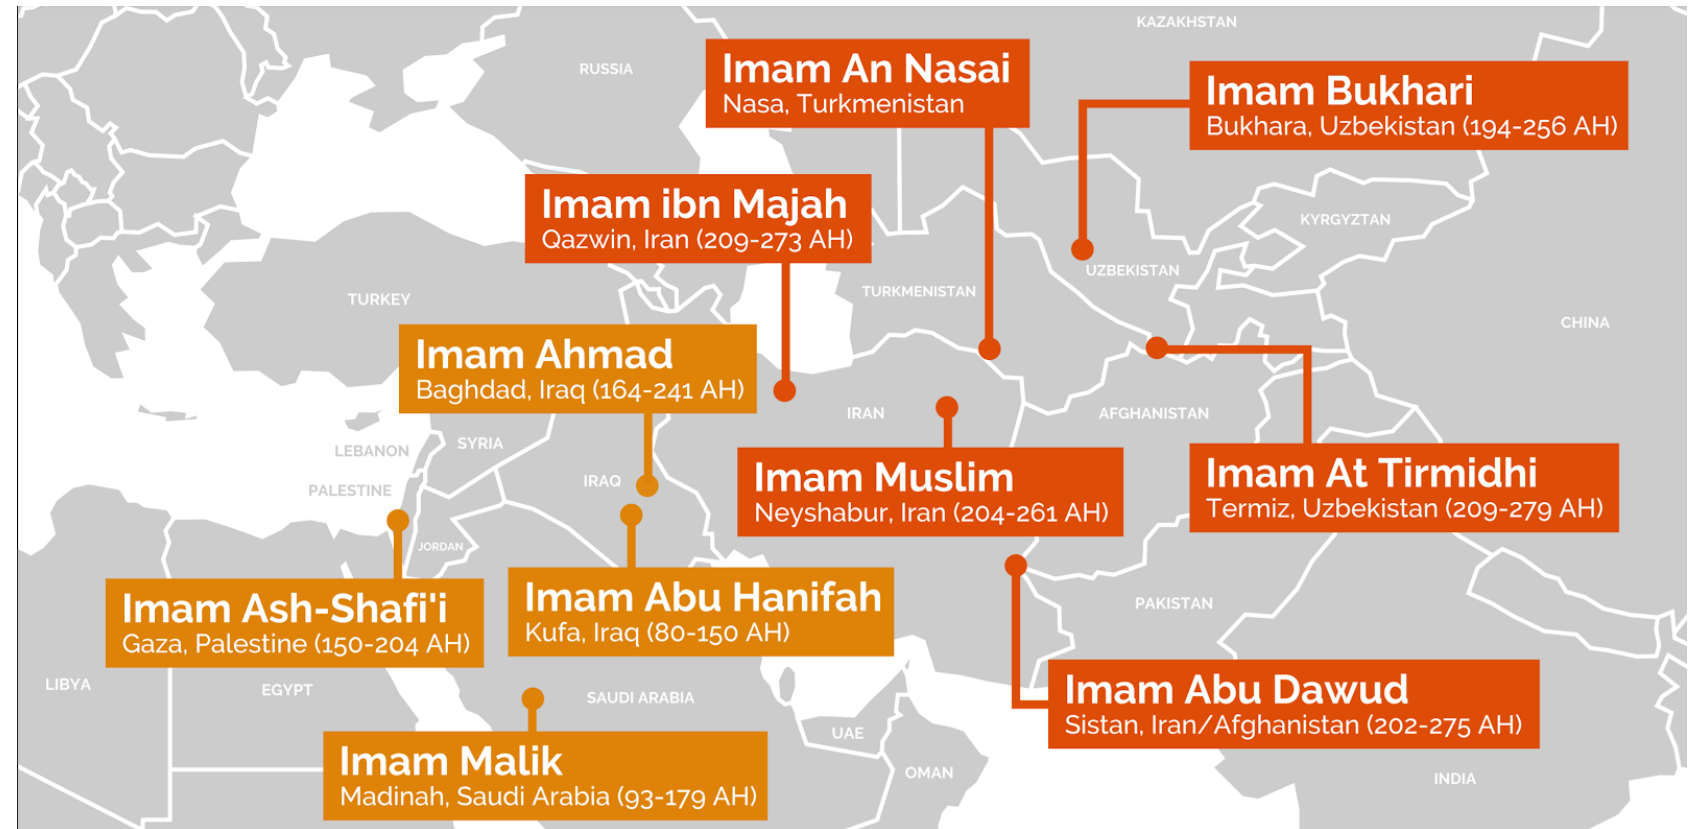 KAZAKHSTAN
RUSSIA
Imam An Nasai
Nasa, Turkmenistan
Imam Bukhari
Bukhara, Uzbekistan (194-256 AH)
Imam ibn Majah
Qazwin, Iran (209-273 AH)
KYRGYZTAN
UZBEKISTAN
TURKMENISTAN
TURKEY
CHINA
Imam Ahmad
Baghdad, Iraq (164-241 AH)
IRAN
AFGHANISTAN
SYRIA
LEBANON
IRAQ
PALESTINE
Imam Muslim
Neyshabur, Iran (204-261 AH)
Imam At Tirmidhi
Termiz, Uzbekistan (209-279 AH)
JORDAN
Imam Ash-Shafi'i
Gaza, Palestine (150-204 AH)
Imam Abu Hanifah
Kufa, Iraq (80-150 AH)
PAKISTAN
LIBYA
EGYPT
SAUDI ARABIA
Imam Abu Dawud
Sistan, Iran/Afghanistan (202-275 AH)
UAE
Imam Malik
Madinah, Saudi Arabia (93-179 AH)
OMAN
INDIA